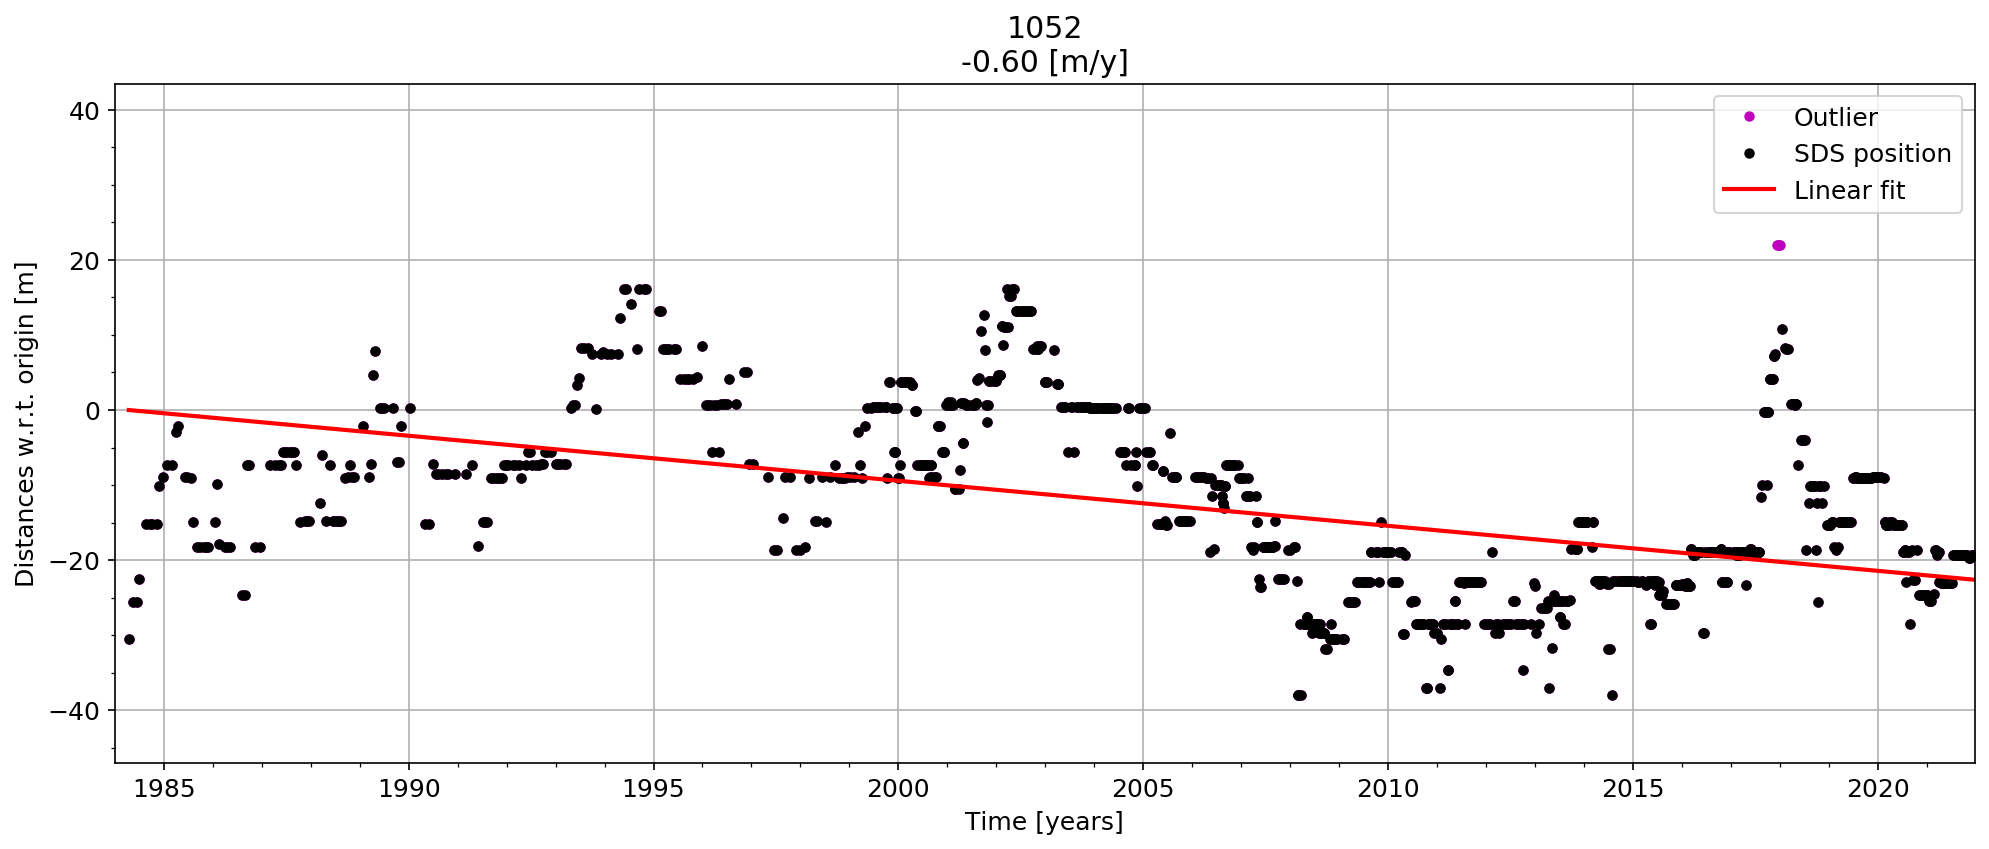 1052
-0.60 [m/y]
Outlier
SDS position
Linear fit
Distances w.r.t. origin [m]
40
20
0
−20
−40
1985 1990 1995 2000 2005 2010 2015 2020
Time [years]